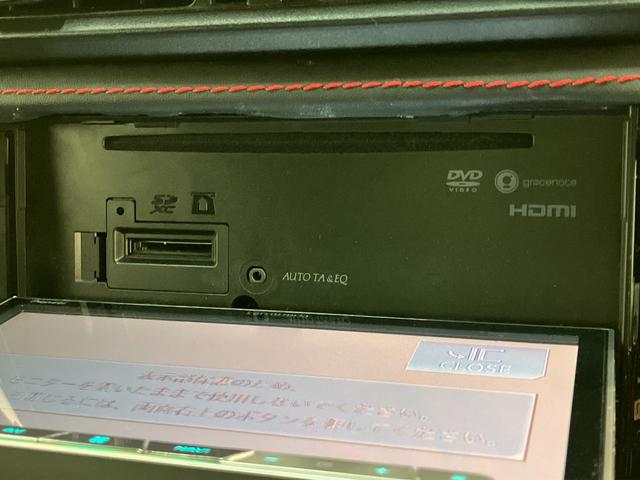 DVD
VIDEO
gracenote
HDMI
SD
XC
AUTO TA & EQ
CLOSE
表示部保護のため、
モニターを開いたままで使用しないでください。
閉じるには、画面右上のボタンを押してください。